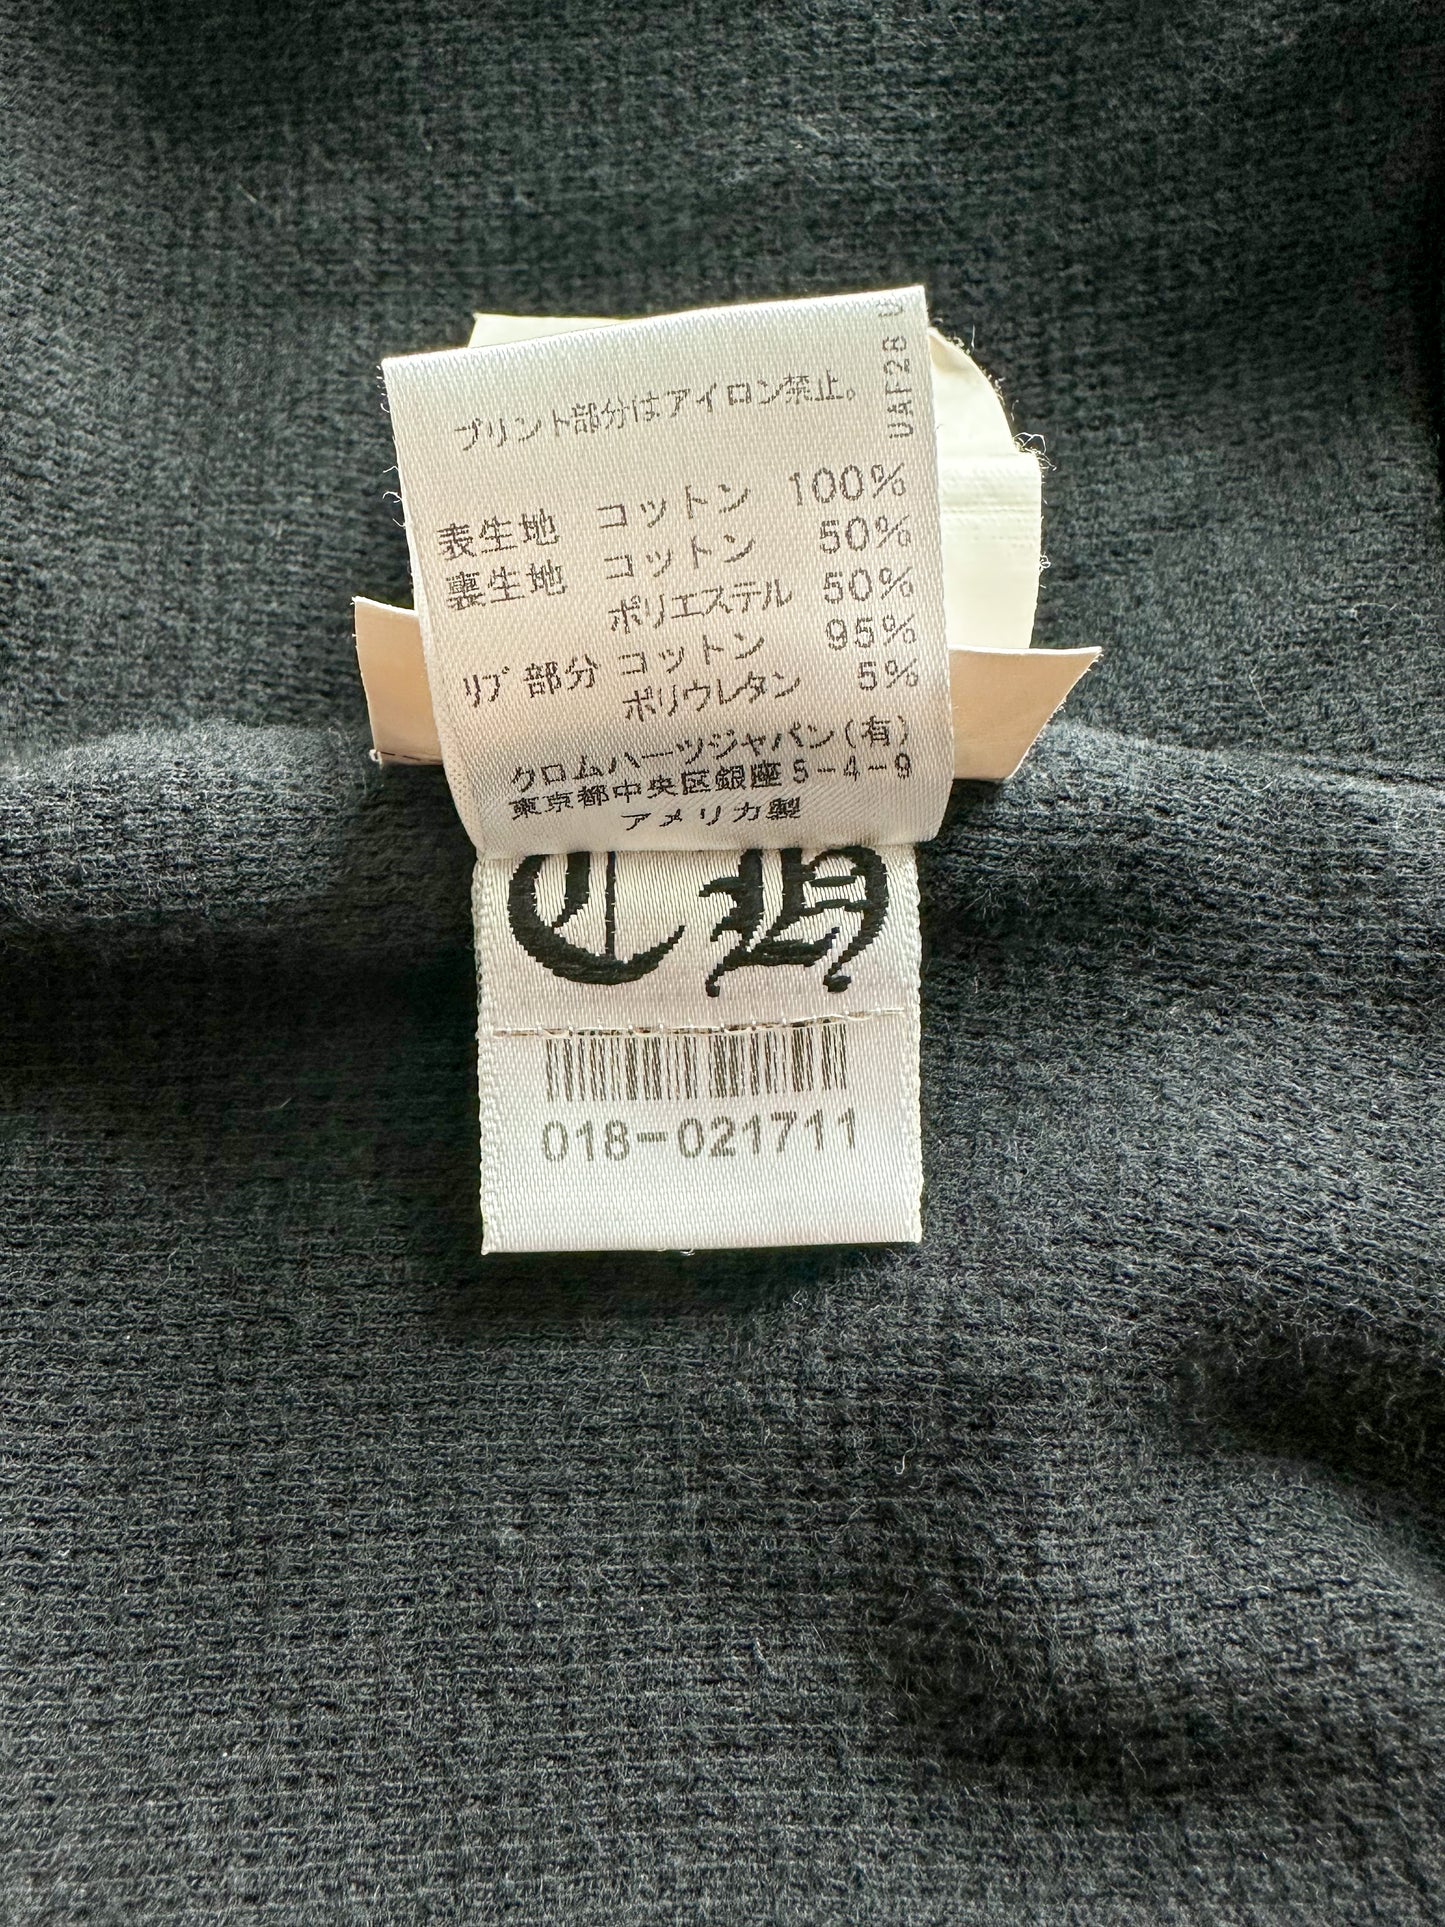 UAF28 U
プリント部分はアイロン禁止。
表生地 コットン 100%
裏生地 コットン 50%
ポリエステル 50%
リブ部分 コットン 95%
ポリウレタン 5%
クロムハーツジャパン(有)
東京都中央区銀座5-4-9
アメリカ製
CH
018-021711